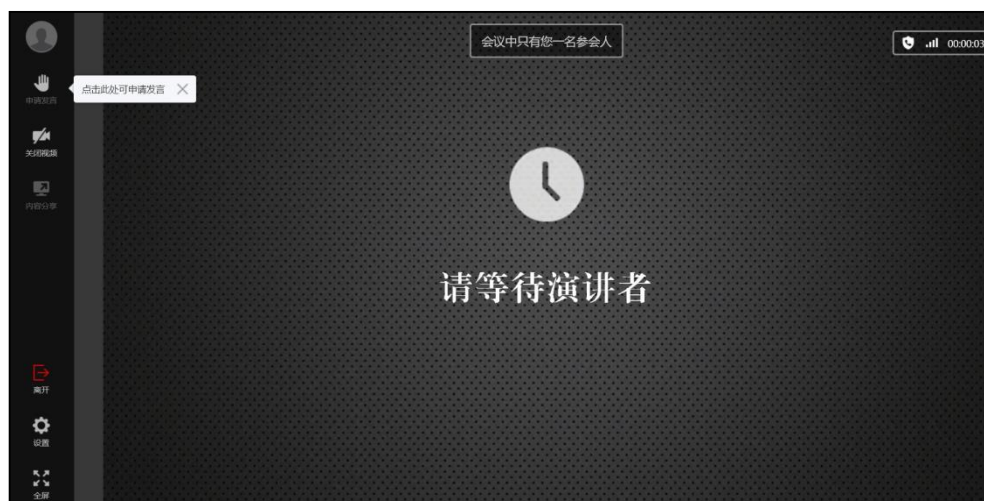 会议中只有您一名参会人
00:00:03
申请发言
点击此处可申请发言
关闭视频
内容分享
请等待演讲者
离开
设置
全屏